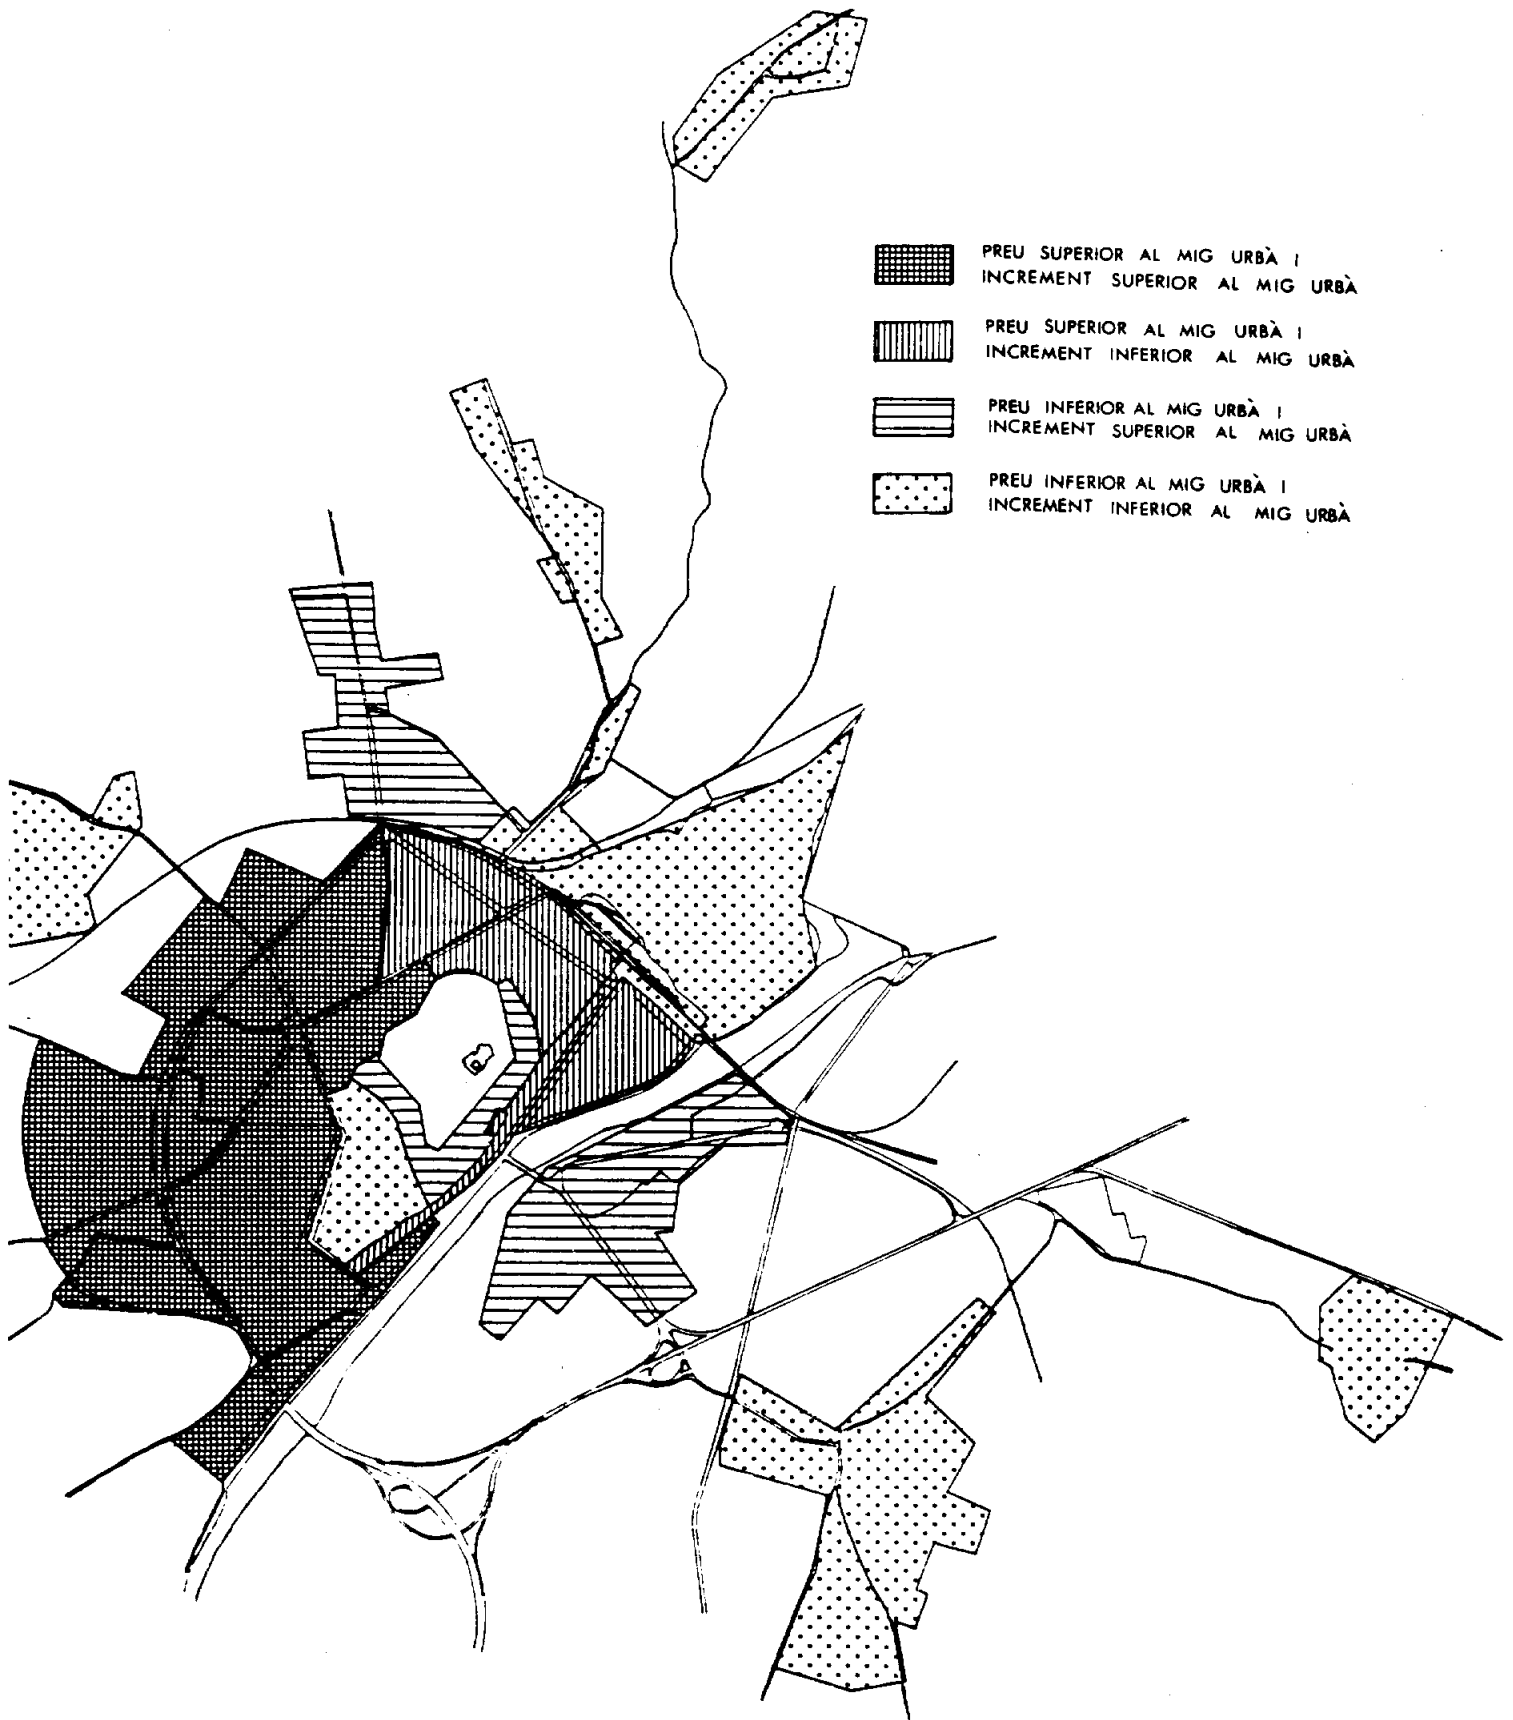 PREU SUPERIOR AL MIG URBÀ I
INCREMENT SUPERIOR AL MIG URBÀ
PREU SUPERIOR AL MIG URBÀ I
INCREMENT INFERIOR AL MIG URBÀ
PREU INFERIOR AL MIG URBÀ I
INCREMENT SUPERIOR AL MIG URBÀ
PREU INFERIOR AL MIG URBÀ I
INCREMENT INFERIOR AL MIG URBÀ